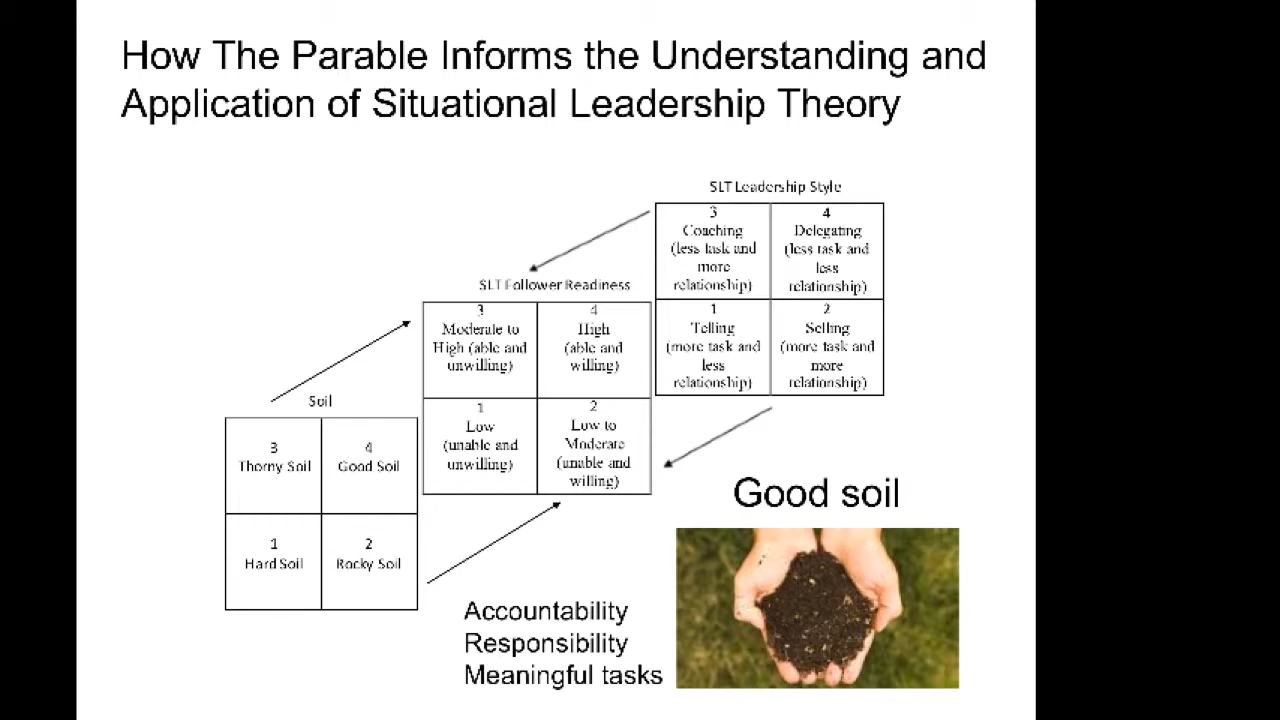 How The Parable Informs the Understanding and
Application of Situational Leadership Theory
SLT Leadership Style
3
Coaching
(less task and
more
relationship)
4
Delegating
(less task and
less
relationship)
1
Telling
(more task and
less
relationship)
2
Selling
(more task and
more
relationship)
SLT Follower Readiness
3
Moderate to
High (able and
unwilling)
4
High
(able and
willing)
1
Low
(unable and
unwilling)
2
Low to
Moderate
(unable and
willing)
Soil
3
Thorny Soil
4
Good Soil
1
Hard Soil
2
Rocky Soil
Good soil
Accountability
Responsibility
Meaningful tasks